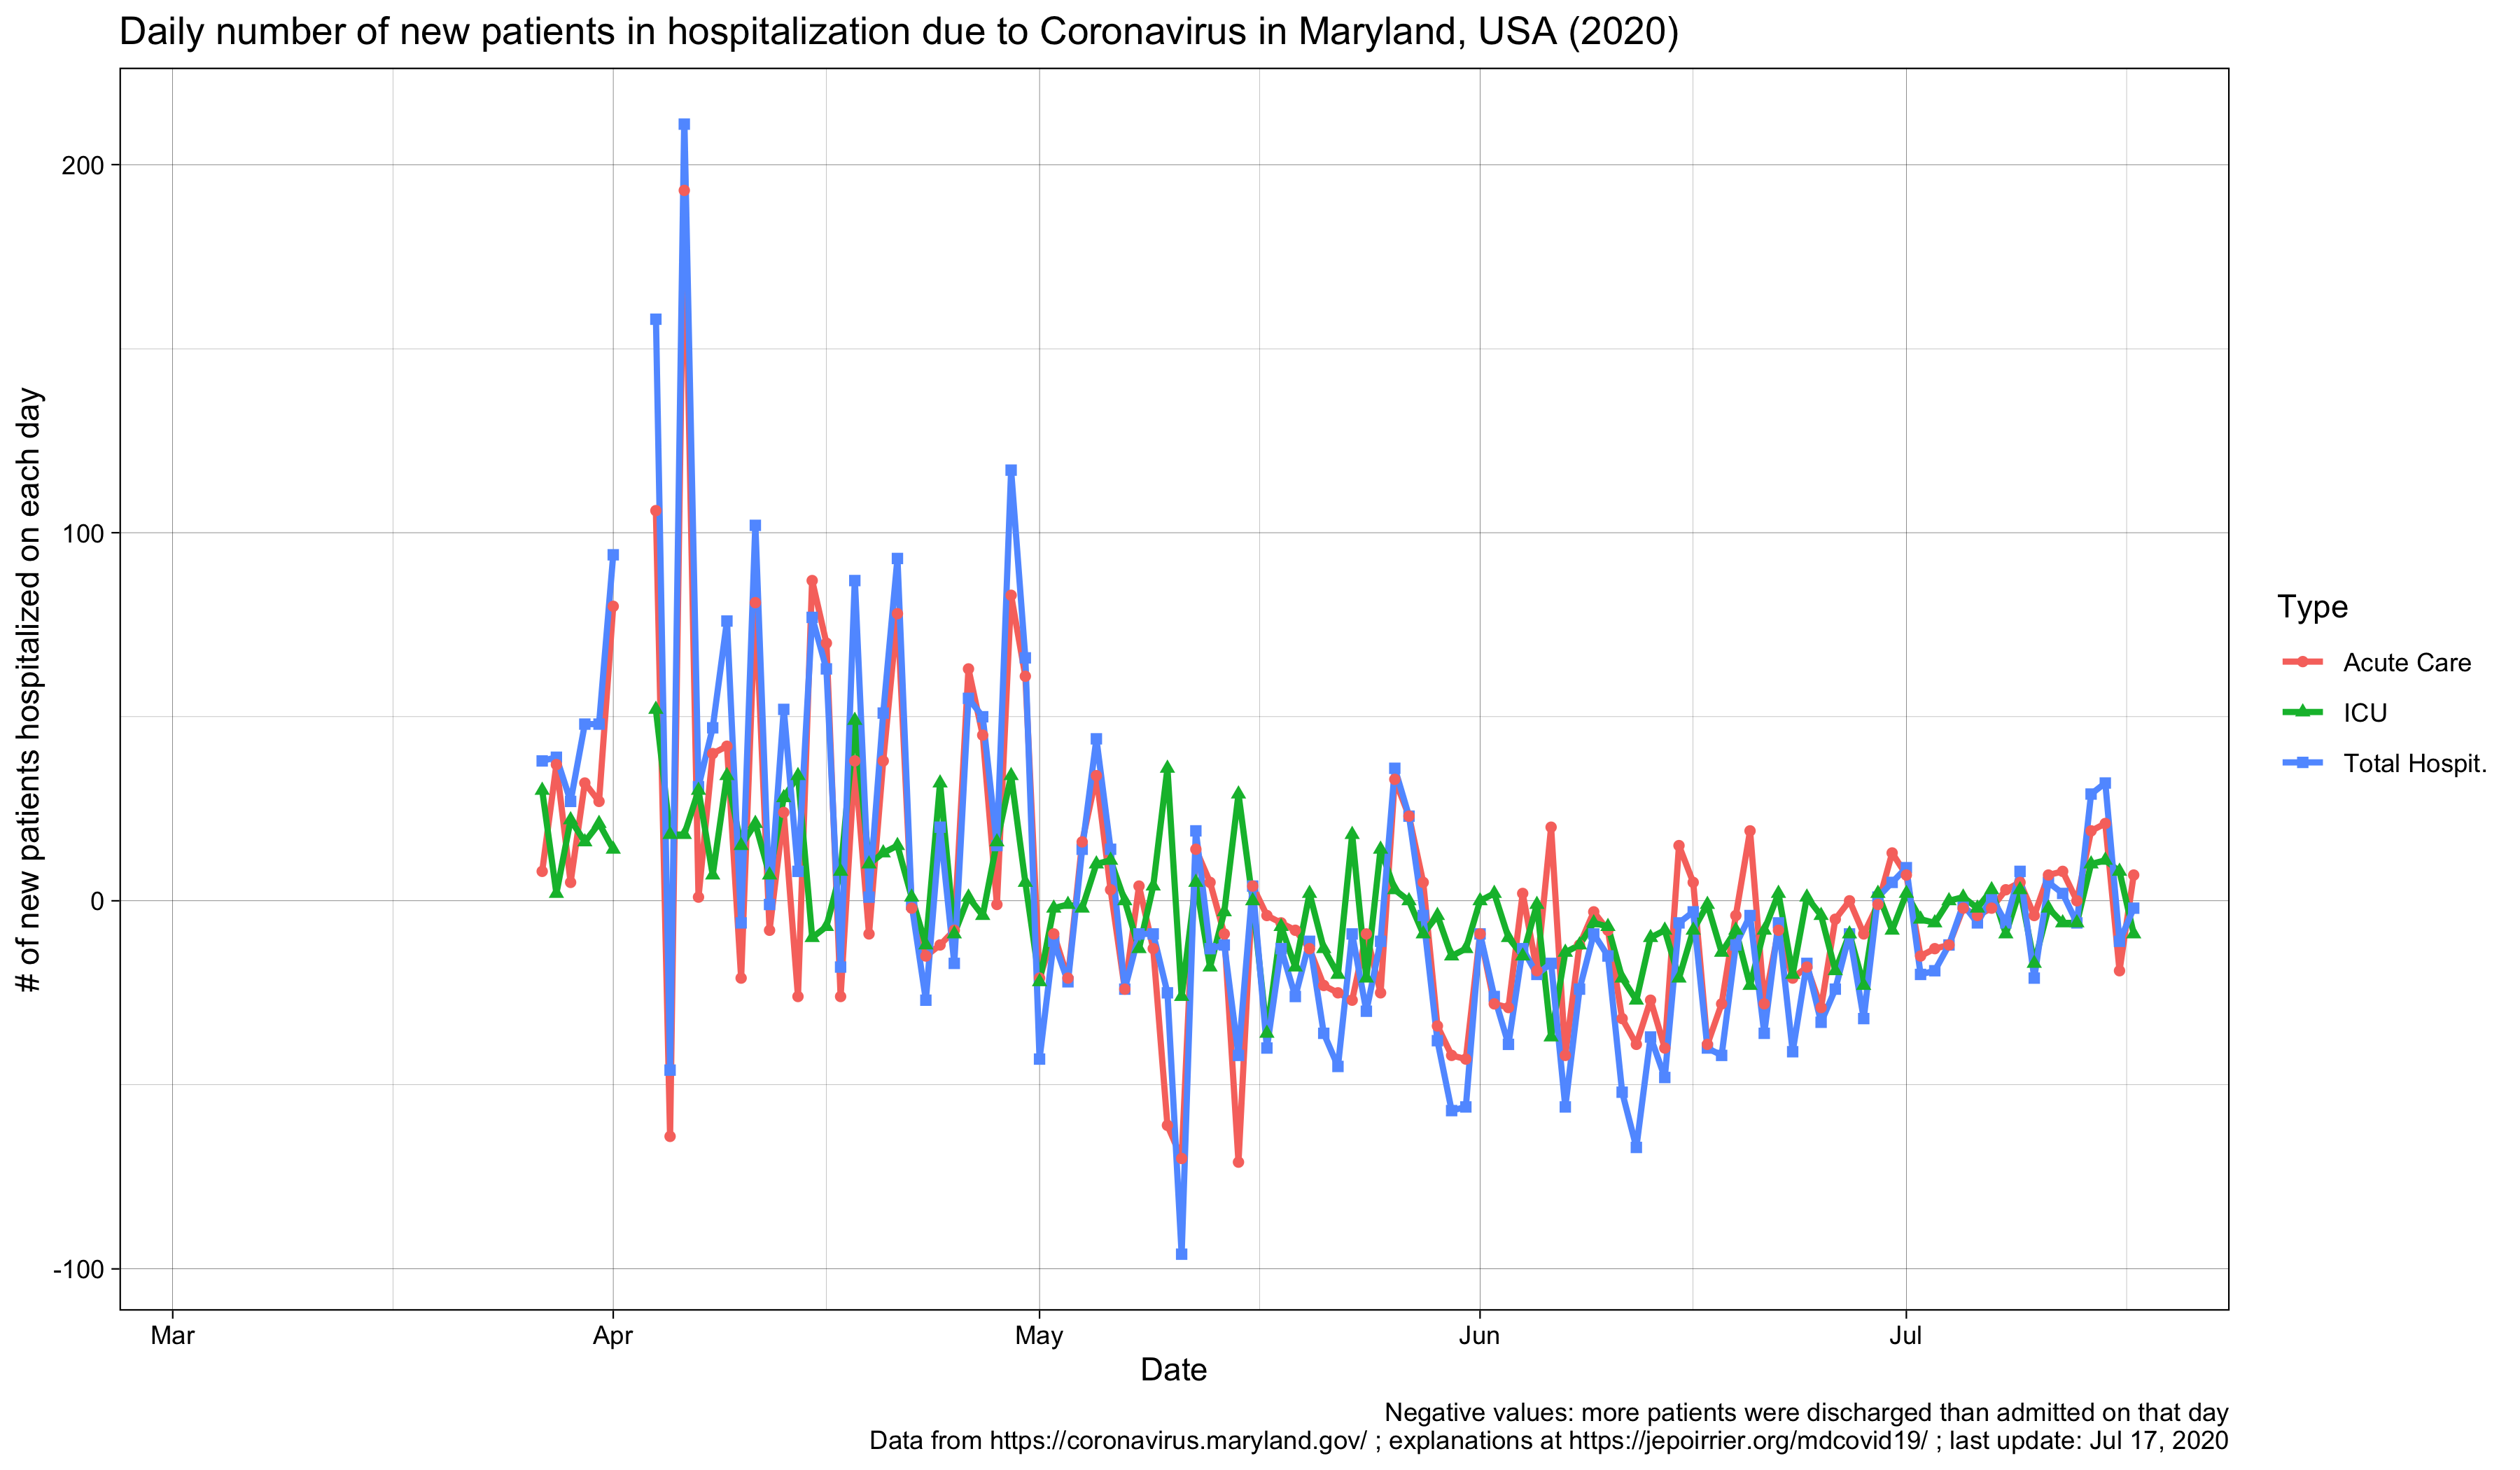 Daily number of new patients in hospitalization due to Coronavirus in Maryland, USA (2020)
# of new patients hospitalized on each day
200
100
0
-100
Mar
Apr
May
Jun
Jul
Date
Type
Acute Care
ICU
Total Hospit.
Negative values: more patients were discharged than admitted on that day
Data from https://coronavirus.maryland.gov/ ; explanations at https://jepoirrier.org/mdcovid19/ ; last update: Jul 17, 2020